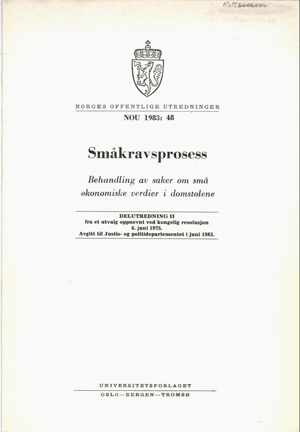 NORGES OFFENTLIGE UTREDNINGER
NOU 1983: 48
Småkravsprosess
Behandling av saker om små
økonomiske verdier i domstolene
DELUTREDNING II
fra et utvalg oppnevnt ved kongelig resolusjon
6. juni 1975.
Avgitt til Justis- og politidepartementet i juni 1983.
UNIVERSITETSFORLAGET
OSLO—BERGEN—TROMSØ